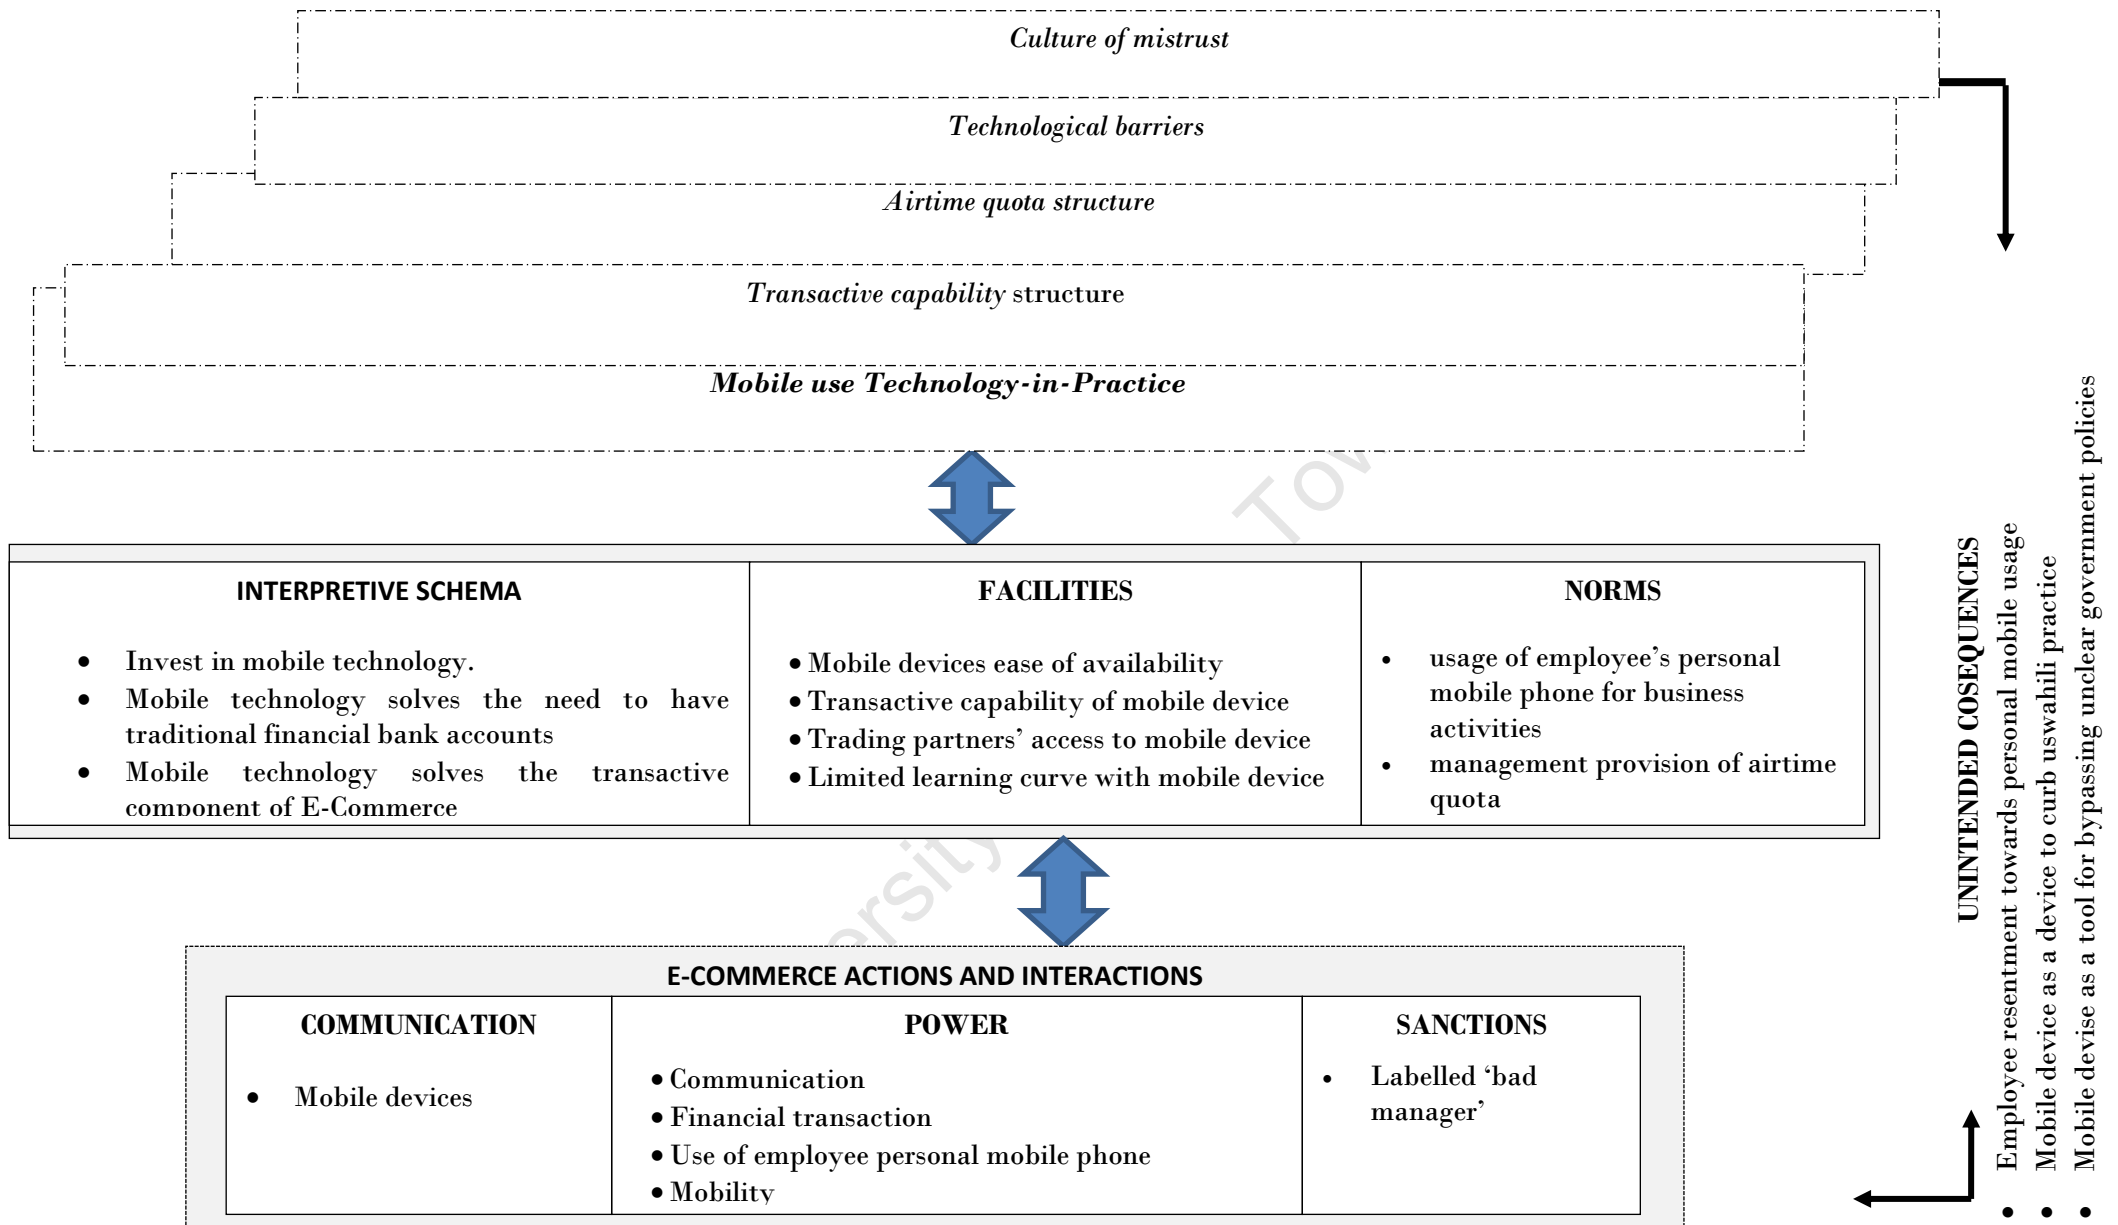 Culture of mistrust
Technological barriers
Airtime quota structure
Transactive capability structure
Mobile use Technology-in-Practice
INTERPRETIVE SCHEMA
• Invest in mobile technology.
• Mobile technology solves the need to have
traditional financial bank accounts
• Mobile technology solves the transactive
component of E-Commerce
FACILITIES
• Mobile devices ease of availability
• Transactive capability of mobile device
• Trading partners’ access to mobile device
• Limited learning curve with mobile device
NORMS
• usage of employee’s personal
mobile phone for business
activities
• management provision of airtime
quota
E-COMMERCE ACTIONS AND INTERACTIONS
COMMUNICATION
• Mobile devices
POWER
• Communication
• Financial transaction
• Use of employee personal mobile phone
• Mobility
SANCTIONS
• Labelled ‘bad
manager’
UNINTENDED COSEQUENCES
• Employee resentment towards personal mobile usage
• Mobile device as a device to curb uswahili practice
• Mobile devise as a tool for bypassing unclear government policies